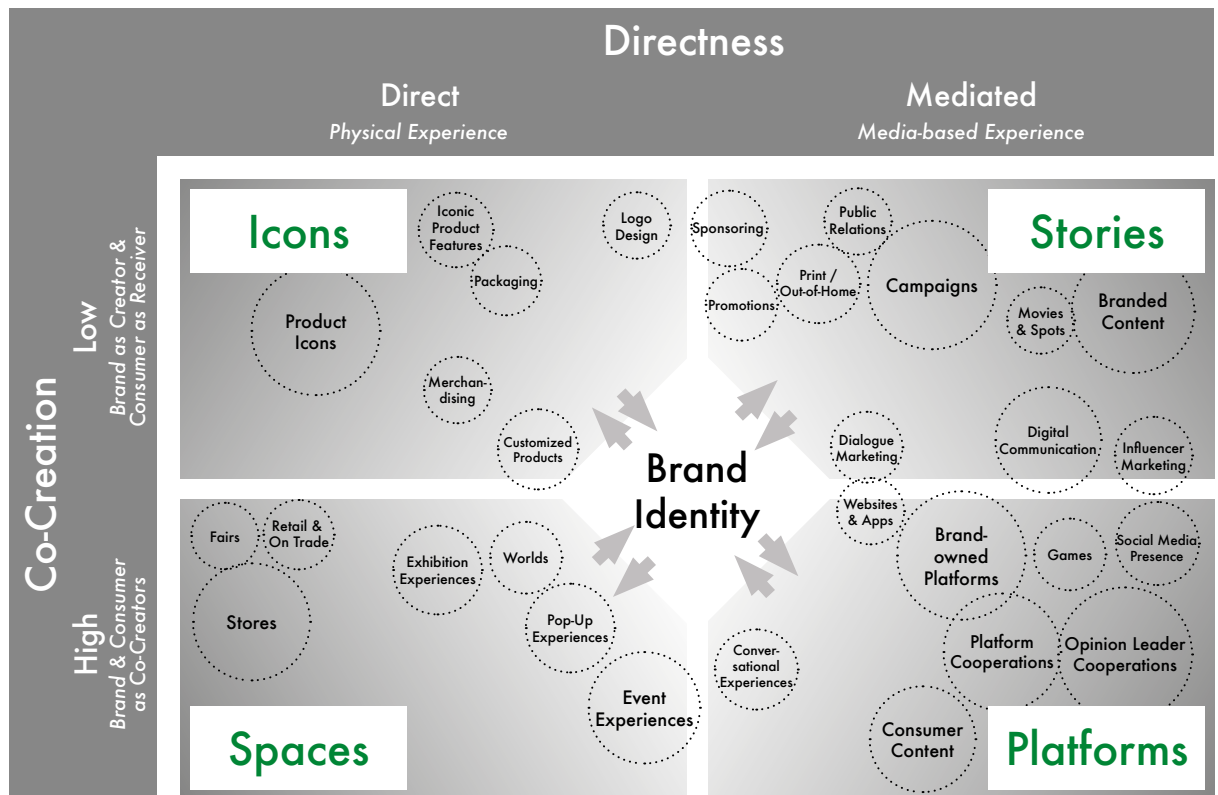 Directness
Direct
Physical Experience
Mediated
Media-based Experience
Co-Creation
Low
Brand as Creator &
Consumer as Receiver
High
Brand & Consumer
as Co-Creators
Icons
Iconic
Product
Features
Packaging
Logo
Design
Product
Icons
Merchan-
dising
Customized
Products
Stories
Sponsoring
Public
Relations
Print /
Out-of-Home
Promotions
Campaigns
Movies
& Spots
Branded
Content
Dialogue
Marketing
Digital
Communication
Influencer
Marketing
Brand
Identity
Fairs
Retail &
On Trade
Stores
Exhibition
Experiences
Worlds
Pop-Up
Experiences
Event
Experiences
Spaces
Websites
& Apps
Brand-
owned
Platforms
Games
Social Media
Presence
Conver-
sational
Experiences
Platform
Cooperations
Opinion Leader
Cooperations
Consumer
Content
Platforms